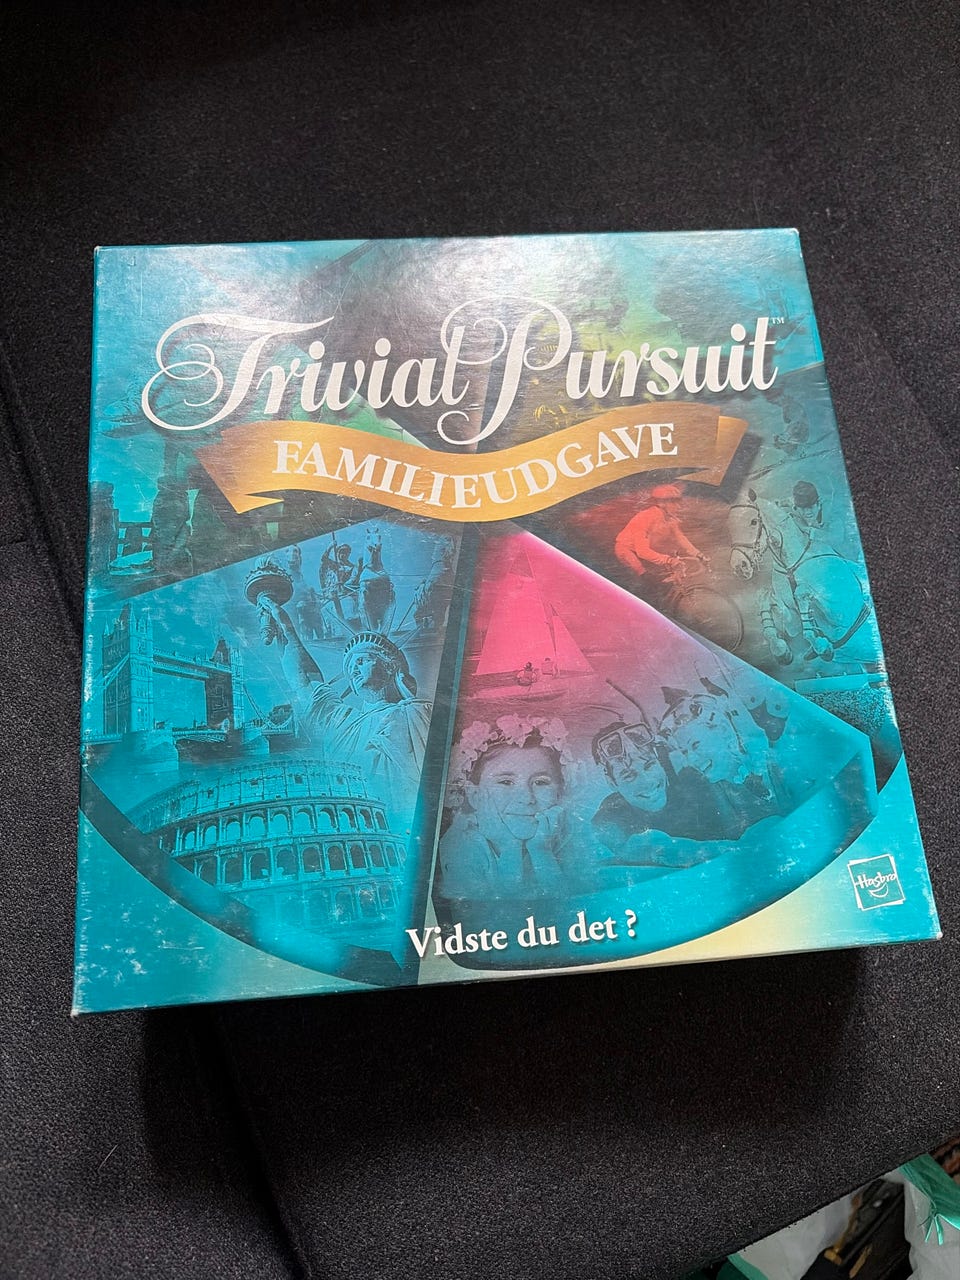 Trivial Pursuit™
FAMILIEUDGAVE
Hasbro
Vidste du det ?